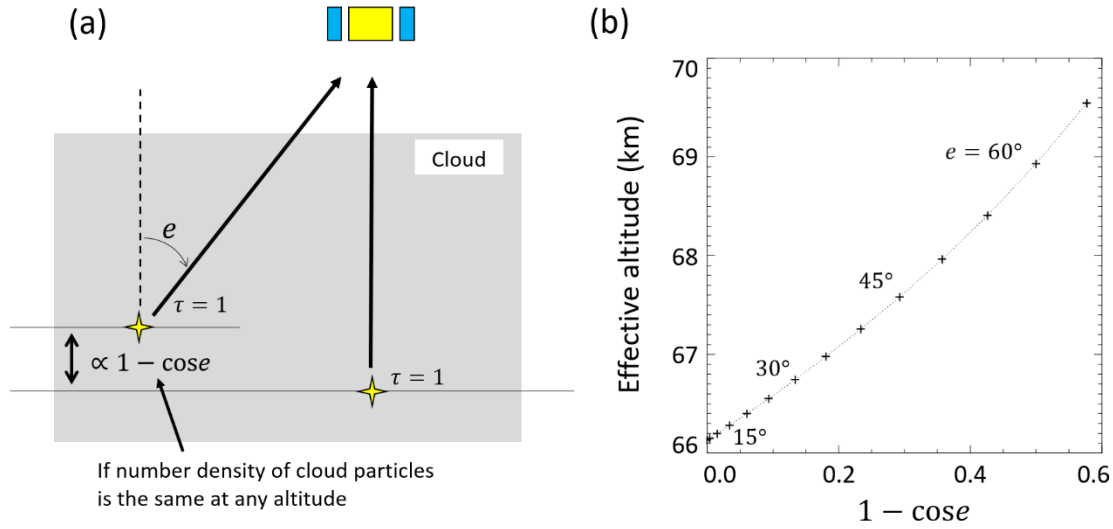 (a)
Cloud
e
τ = 1
∝ 1 − cose
τ = 1
If number density of cloud particles
is the same at any altitude
(b)
Effective altitude (km)
70
69
68
67
66
e = 60°
45°
30°
15°
0.0 0.2 0.4 0.6
1 − cose